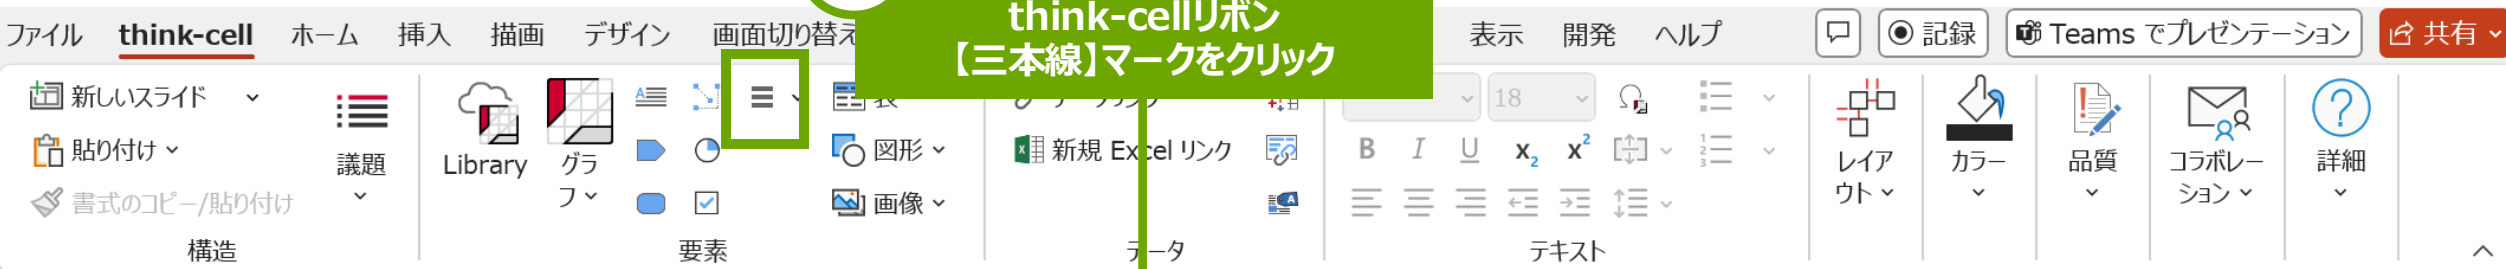 think-cellリボン
【三本線】マークをクリック
ファイル think-cell ホーム 挿入 描画 デザイン 画面切り替え 表示 開発 ヘルプ 記録 Teams でプレゼンテーション 共有
新しいスライド
貼り付け
書式のコピー/貼り付け
議題
構造
Library
グラ
フ
表
図形
画像
要素
新規 Excel リンク
データ
18
B I U x₂ x²
テキスト
レイア
ウト
カラー
品質
コラボレー
ション
詳細